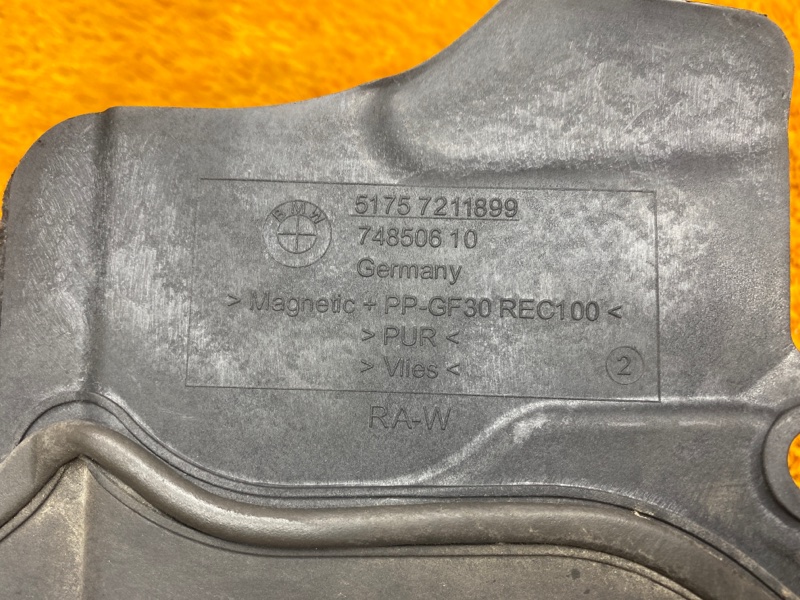 BMW
5175 7211899
748506 10
Germany
> Magnetic + PP-GF30 REC100 <
> PUR <
> Vlies <
2
RA-W